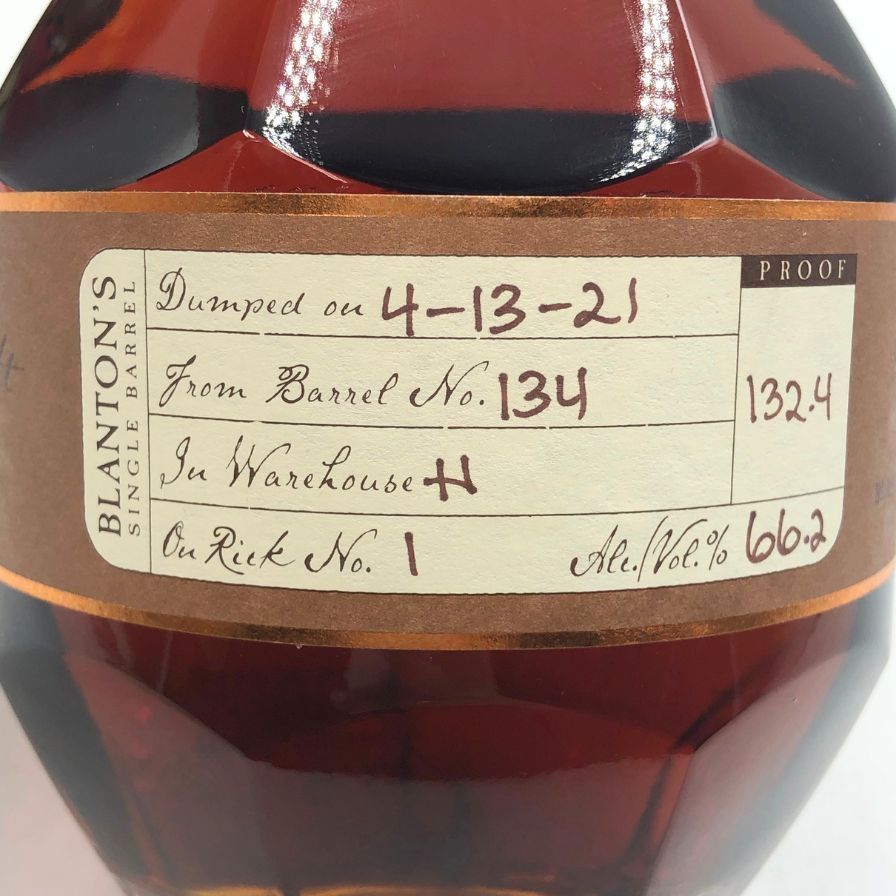 BLANTON'S
SINGLE BARREL
Dumped on 4-13-21
From Barrel No. 134
In Warehouse H
On Rick No. 1
Alc./Vol.% 66.2
PROOF
132.4